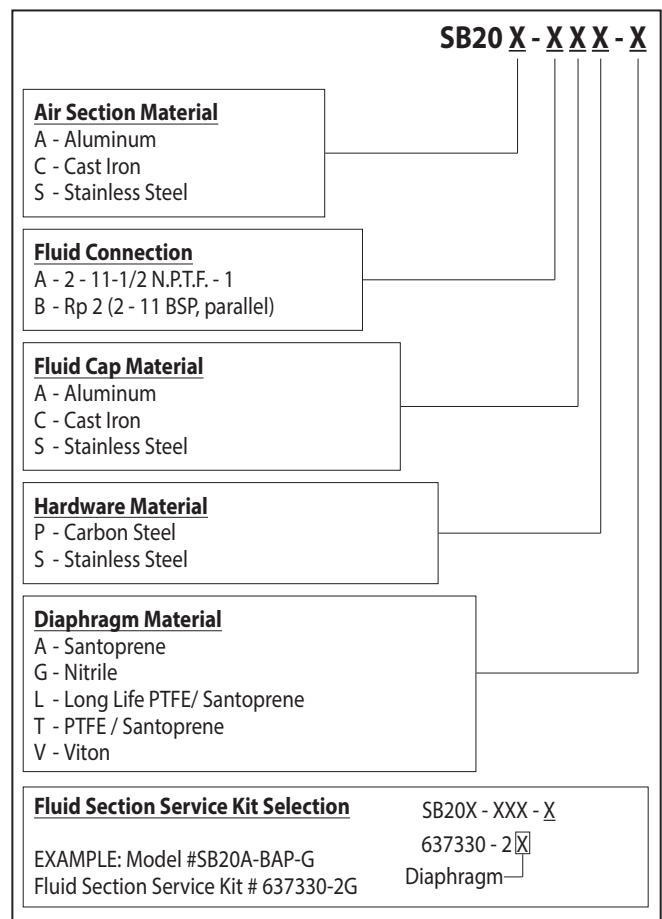 SB20 X - X X X - X
Air Section Material
A - Aluminum
C - Cast Iron
S - Stainless Steel
Fluid Connection
A - 2 - 11-1/2 N.P.T.F. - 1
B - Rp 2 (2 - 11 BSP, parallel)
Fluid Cap Material
A - Aluminum
C - Cast Iron
S - Stainless Steel
Hardware Material
P - Carbon Steel
S - Stainless Steel
Diaphragm Material
A - Santoprene
G - Nitrile
L - Long Life PTFE/ Santoprene
T - PTFE / Santoprene
V - Viton
Fluid Section Service Kit Selection
EXAMPLE: Model #SB20A-BAP-G
Fluid Section Service Kit # 637330-2G
SB20X - XXX - X
637330 - 2 X
Diaphragm